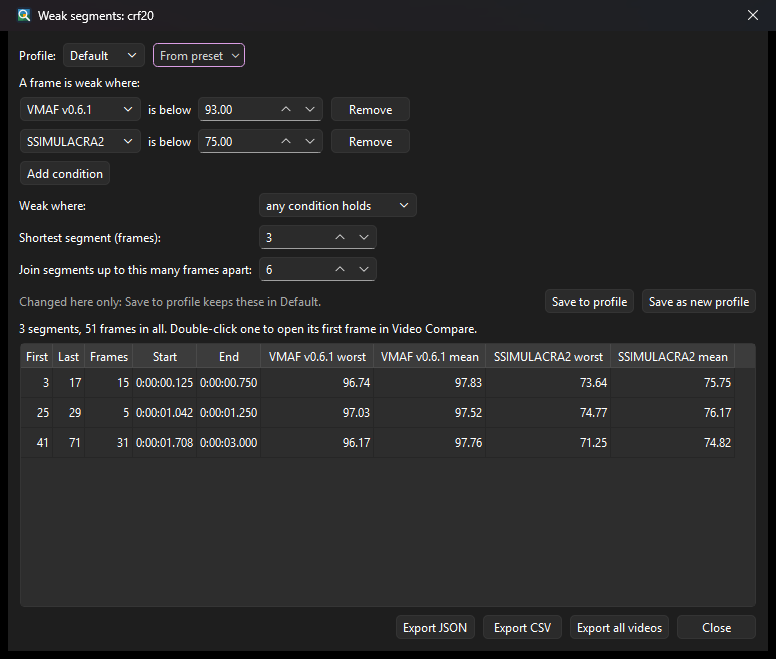 Weak segments: crf20
Profile: Default From preset
A frame is weak where:
VMAF v0.6.1 is below 93.00 Remove
SSIMULACRA2 is below 75.00 Remove
Add condition
Weak where: any condition holds
Shortest segment (frames): 3
Join segments up to this many frames apart: 6
Changed here only: Save to profile keeps these in Default. Save to profile Save as new profile
3 segments, 51 frames in all. Double-click one to open its first frame in Video Compare.
First Last Frames Start End VMAF v0.6.1 worst VMAF v0.6.1 mean SSIMULACRA2 worst SSIMULACRA2 mean
3 17 15 0:00:00.125 0:00:00.750 96.74 97.83 73.64 75.75
25 29 5 0:00:01.042 0:00:01.250 97.03 97.52 74.77 76.17
41 71 31 0:00:01.708 0:00:03.000 96.17 97.76 71.25 74.82
Export JSON Export CSV Export all videos Close